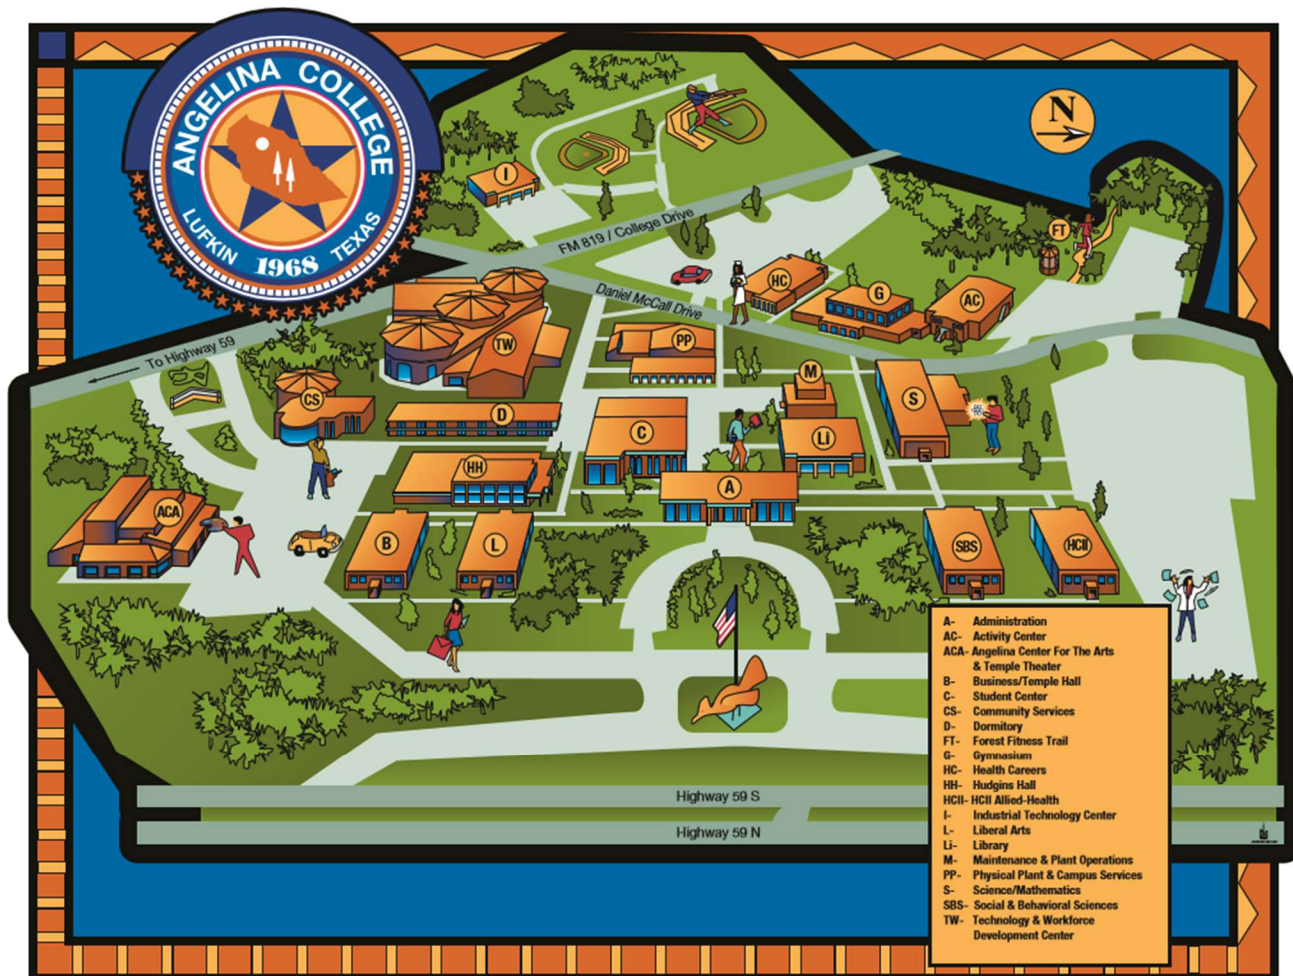 ANGELINA COLLEGE
LUFKIN 1968 TEXAS
N
I
FM 819 / College Drive
FT
HC
G
AC
Daniel McCall Drive
TW
PP
To Highway 59
M
CS
D
C
Li
S
HH
A
ACA
B
L
SBS
HCII
A- Administration
AC- Activity Center
ACA- Angelina Center For The Arts
& Temple Theater
B- Business/Temple Hall
C- Student Center
CS- Community Services
D- Dormitory
FT- Forest Fitness Trail
G- Gymnasium
HC- Health Careers
HH- Hudgins Hall
HCII- HCII Allied-Health
I- Industrial Technology Center
L- Liberal Arts
Li- Library
M- Maintenance & Plant Operations
PP- Physical Plant & Campus Services
S- Science/Mathematics
SBS- Social & Behavioral Sciences
TW- Technology & Workforce
Development Center
Highway 59 S
Highway 59 N